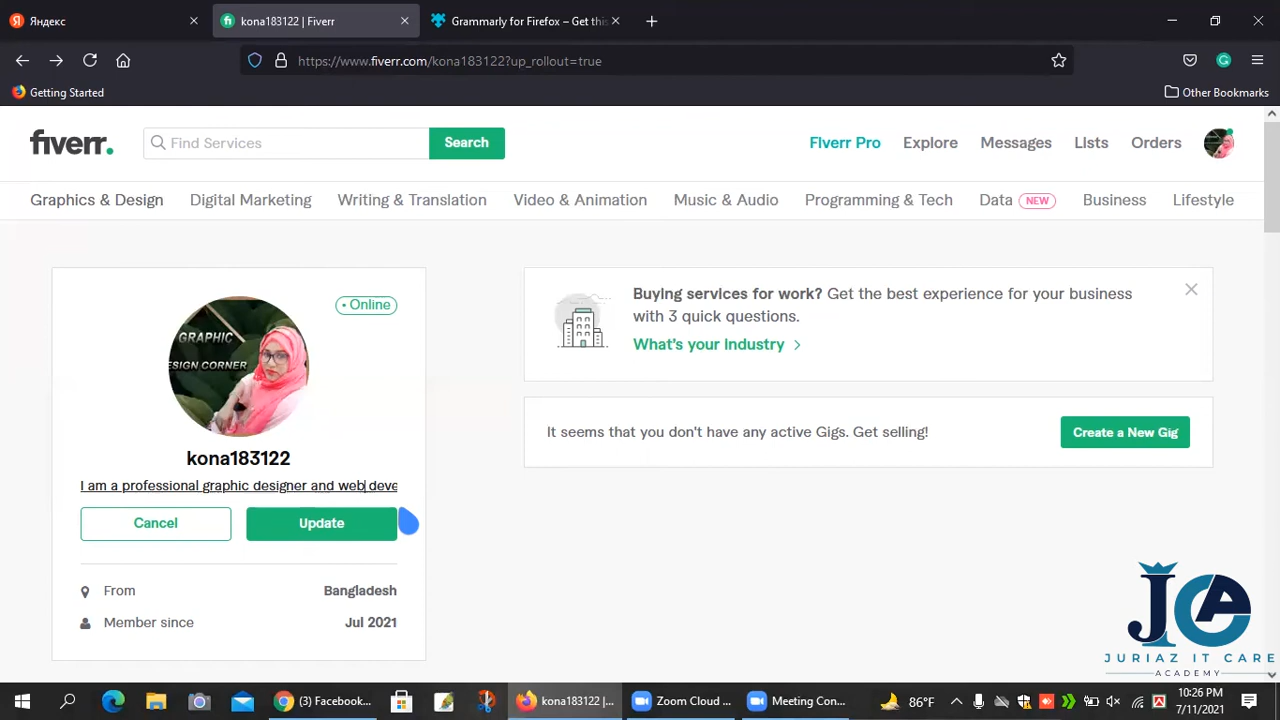 Яндекс
kona183122 | Fiverr
Grammarly for Firefox – Get this
https://www.fiverr.com/kona183122?up_rollout=true
Getting Started
Other Bookmarks
fiverr.
Find Services
Search
Fiverr Pro
Explore
Messages
Lists
Orders
Graphics & Design
Digital Marketing
Writing & Translation
Video & Animation
Music & Audio
Programming & Tech
Data NEW
Business
Lifestyle
• Online
GRAPHIC
ESIGN CORNER
kona183122
I am a professional graphic designer and web deve
Cancel
Update
From
Bangladesh
Member since
Jul 2021
Buying services for work? Get the best experience for your business
with 3 quick questions.
What's your industry
It seems that you don't have any active Gigs. Get selling!
Create a New Gig
JURIAZ IT CARE
ACADEMY
(3) Facebook...
kona183122 |...
Zoom Cloud ...
Meeting Con...
86°F
10:26 PM
7/11/2021